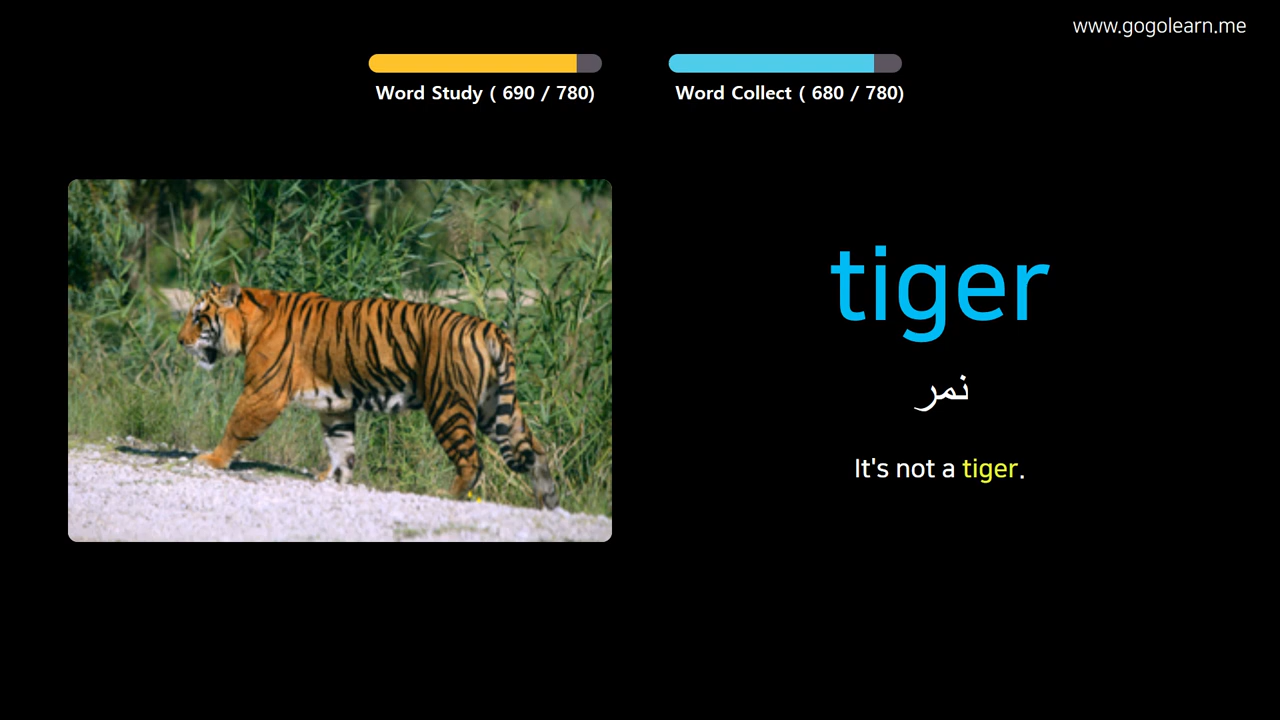 www.gogolearn.me
Word Study ( 690 / 780)
Word Collect ( 680 / 780)
tiger
نمر
It's not a tiger.